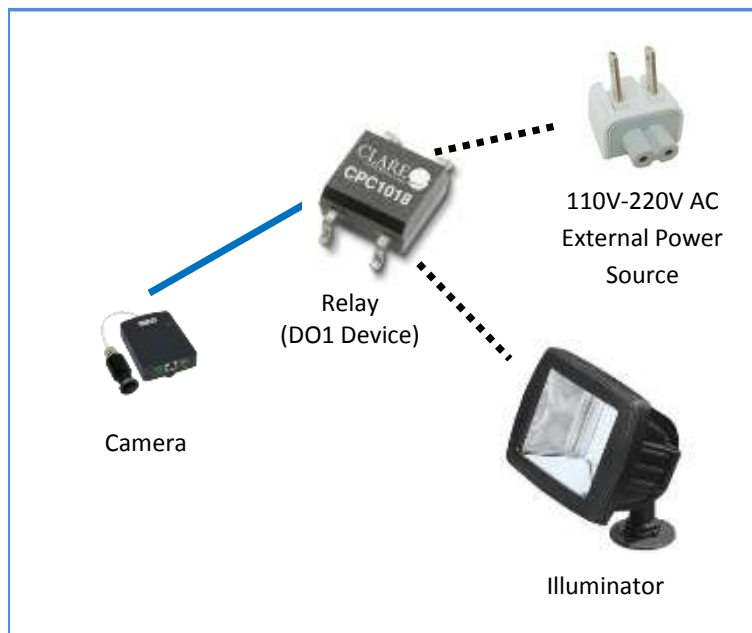 CLARE
CPC1018
110V-220V AC
External Power
Source
Relay
(DO1 Device)
Camera
Illuminator